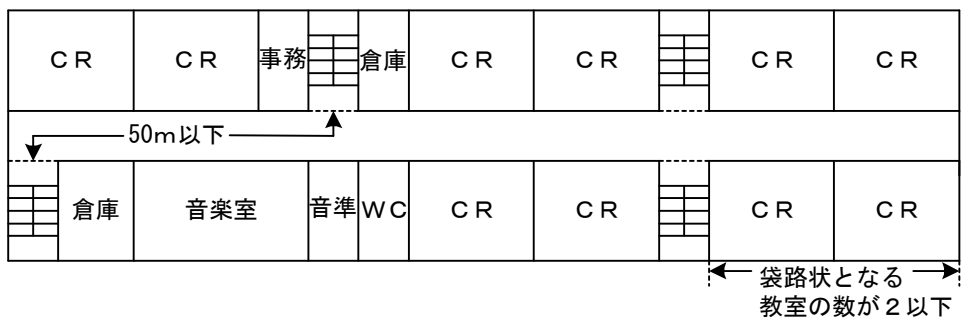 ＣＲ ＣＲ 事務 倉庫 ＣＲ ＣＲ ＣＲ ＣＲ
50ｍ以下
倉庫 音楽室 音準 ＷＣ ＣＲ ＣＲ ＣＲ ＣＲ
袋路状となる
教室の数が２以下